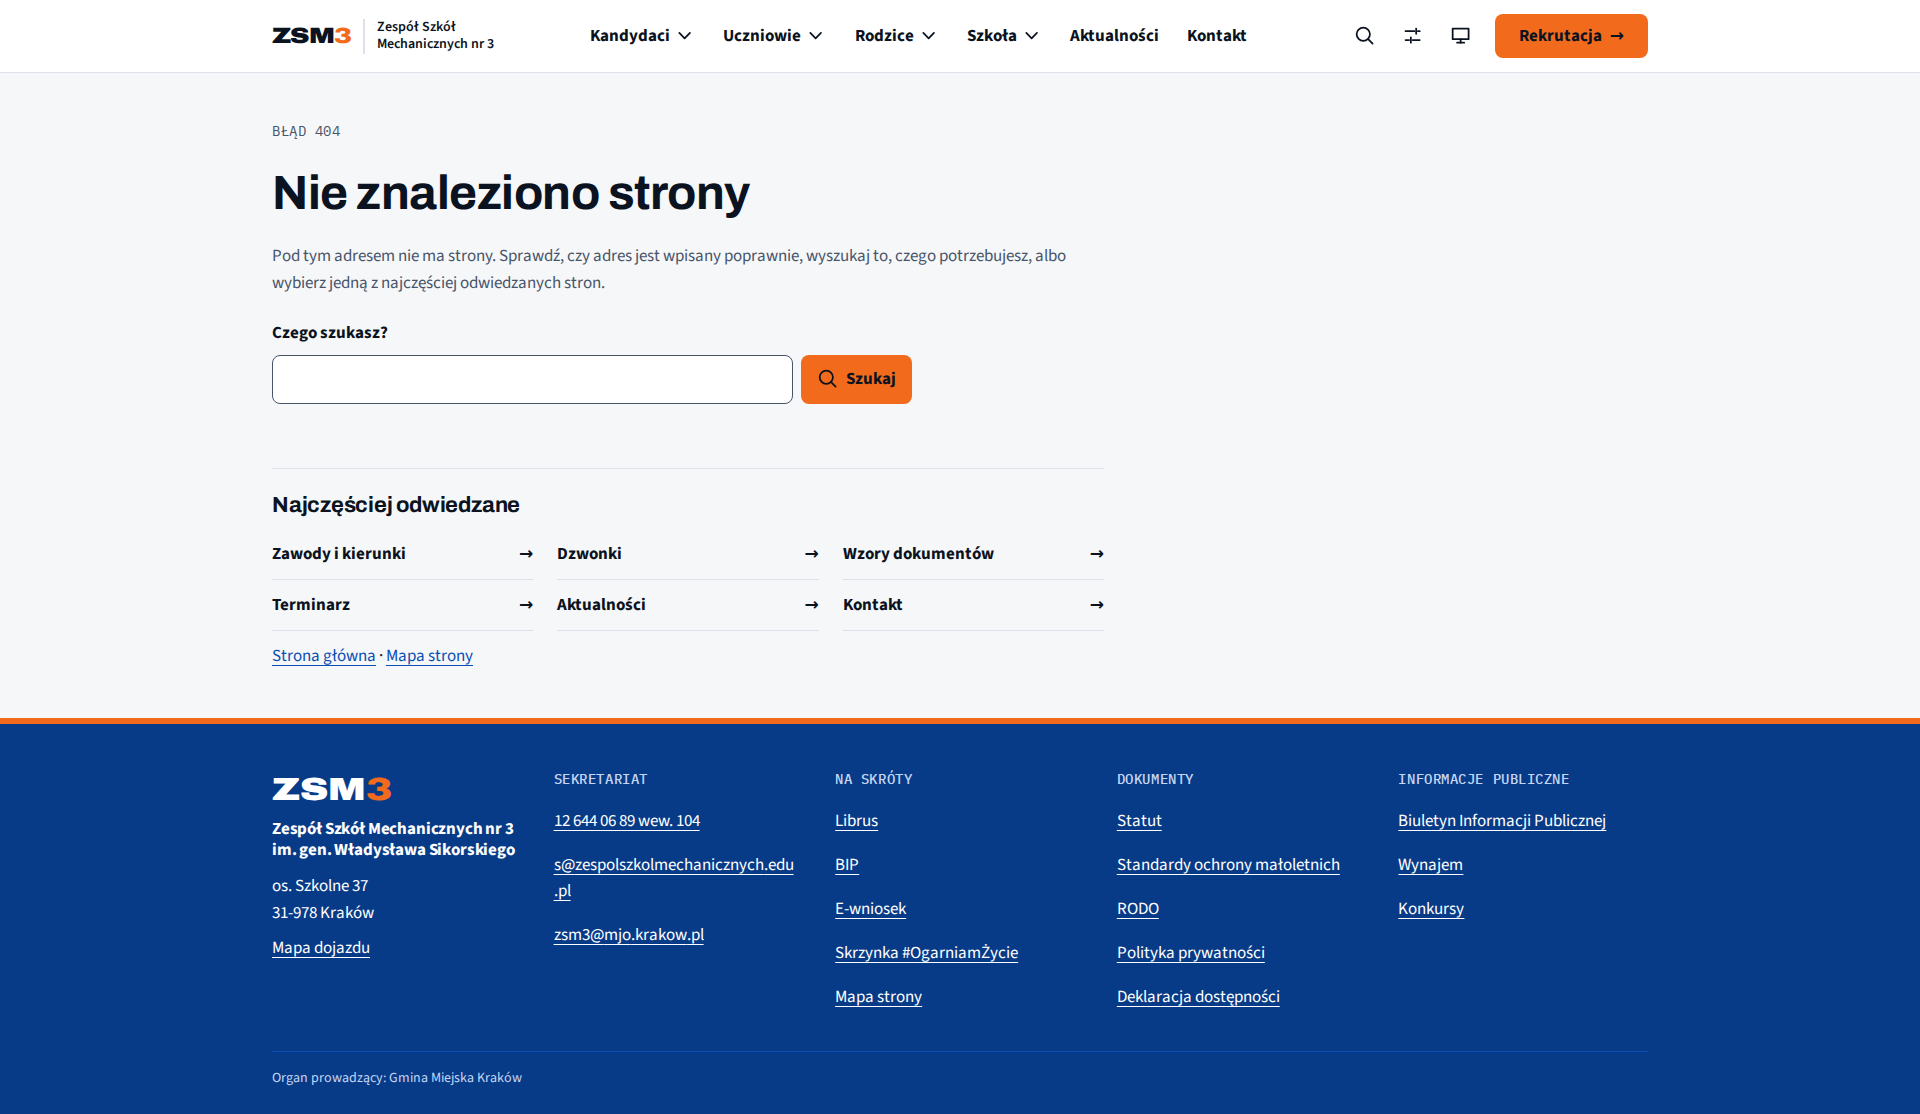 ZSM3
Zespół Szkół
Mechanicznych nr 3
Kandydaci
Uczniowie
Rodzice
Szkoła
Aktualności
Kontakt
Rekrutacja →
BŁĄD 404
Nie znaleziono strony
Pod tym adresem nie ma strony. Sprawdź, czy adres jest wpisany poprawnie, wyszukaj to, czego potrzebujesz, albo
wybierz jedną z najczęściej odwiedzanych stron.
Czego szukasz?
Szukaj
Najczęściej odwiedzane
Zawody i kierunki →
Dzwonki →
Wzory dokumentów →
Terminarz →
Aktualności →
Kontakt →
Strona główna · Mapa strony
ZSM3
Zespół Szkół Mechanicznych nr 3
im. gen. Władysława Sikorskiego
os. Szkolne 37
31-978 Kraków
Mapa dojazdu
SEKRETARIAT
12 644 06 89 wew. 104
s@zespolszkolmechanicznych.edu
.pl
zsm3@mjo.krakow.pl
NA SKRÓTY
Librus
BIP
E-wniosek
Skrzynka #OgarniamŻycie
Mapa strony
DOKUMENTY
Statut
Standardy ochrony małoletnich
RODO
Polityka prywatności
Deklaracja dostępności
INFORMACJE PUBLICZNE
Biuletyn Informacji Publicznej
Wynajem
Konkursy
Organ prowadzący: Gmina Miejska Kraków